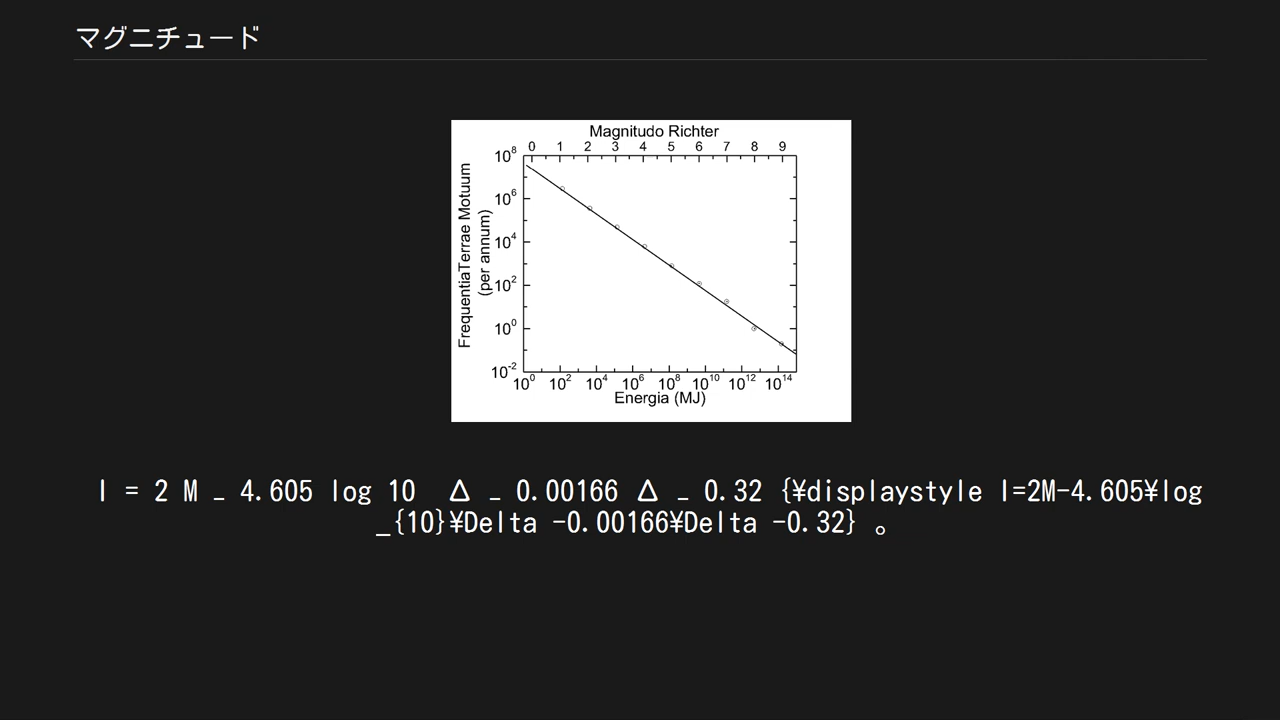 マグニチュード
Magnitudo Richter
0 1 2 3 4 5 6 7 8 9
10^8
10^6
10^4
10^2
10^0
10^-2
FrequentiaTerrae Motuum
(per annum)
10^0 10^2 10^4 10^6 10^8 10^10 10^12 10^14
Energia (MJ)
I = 2 M − 4.605 log 10 Δ − 0.00166 Δ − 0.32 {¥displaystyle I=2M-4.605¥log
_{10}¥Delta -0.00166¥Delta -0.32} 。